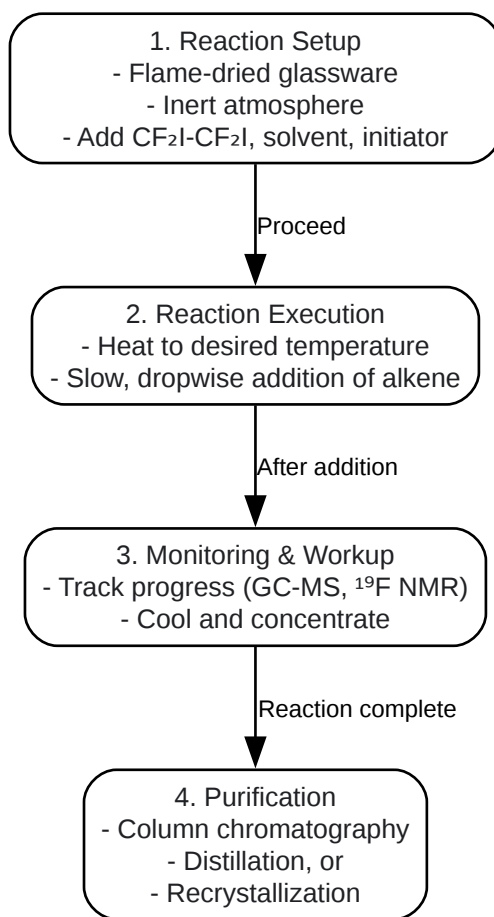 1. Reaction Setup
- Flame-dried glassware
- Inert atmosphere
- Add CF₂I-CF₂I, solvent, initiator
Proceed
2. Reaction Execution
- Heat to desired temperature
- Slow, dropwise addition of alkene
After addition
3. Monitoring & Workup
- Track progress (GC-MS, ¹⁹F NMR)
- Cool and concentrate
Reaction complete
4. Purification
- Column chromatography
- Distillation, or
- Recrystallization